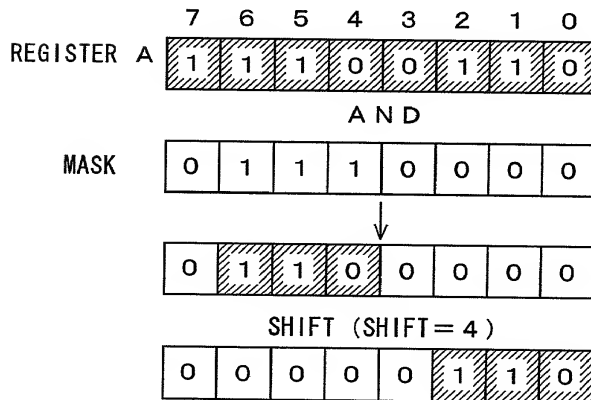 7 6 5 4 3 2 1 0
REGISTER A 1 1 1 0 0 1 1 0
AND
MASK 0 1 1 1 0 0 0 0
0 1 1 0 0 0 0 0
SHIFT (SHIFT=4)
0 0 0 0 0 1 1 0